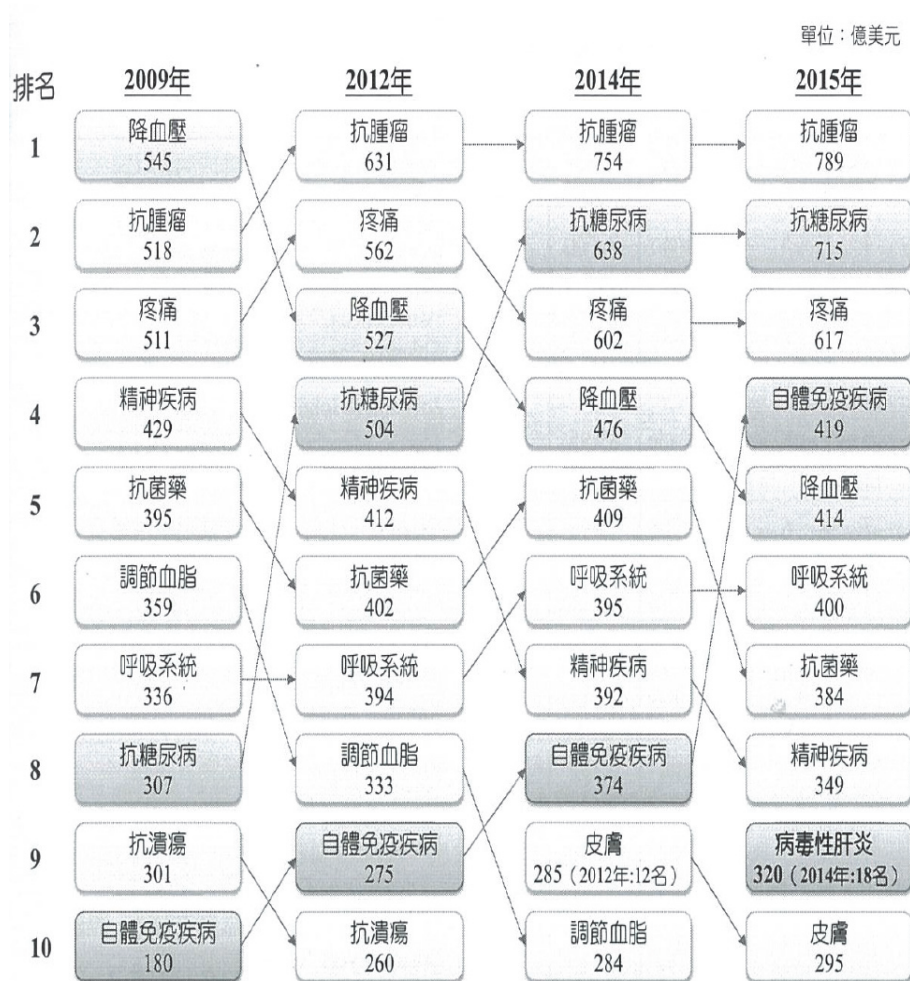 單位：億美元
排名 2009年 2012年 2014年 2015年
1
降血壓
545
抗腫瘤
631
抗腫瘤
754
抗腫瘤
789
2
抗腫瘤
518
疼痛
562
抗糖尿病
638
抗糖尿病
715
3
疼痛
511
降血壓
527
疼痛
602
疼痛
617
4
精神疾病
429
抗糖尿病
504
降血壓
476
自體免疫疾病
419
5
抗菌藥
395
精神疾病
412
抗菌藥
409
降血壓
414
6
調節血脂
359
抗菌藥
402
呼吸系統
395
呼吸系統
400
7
呼吸系統
336
呼吸系統
394
精神疾病
392
抗菌藥
384
8
抗糖尿病
307
調節血脂
333
自體免疫疾病
374
精神疾病
349
9
抗潰瘍
301
自體免疫疾病
275
皮膚
285（2012年:12名）
病毒性肝炎
320（2014年:18名）
10
自體免疫疾病
180
抗潰瘍
260
調節血脂
284
皮膚
295